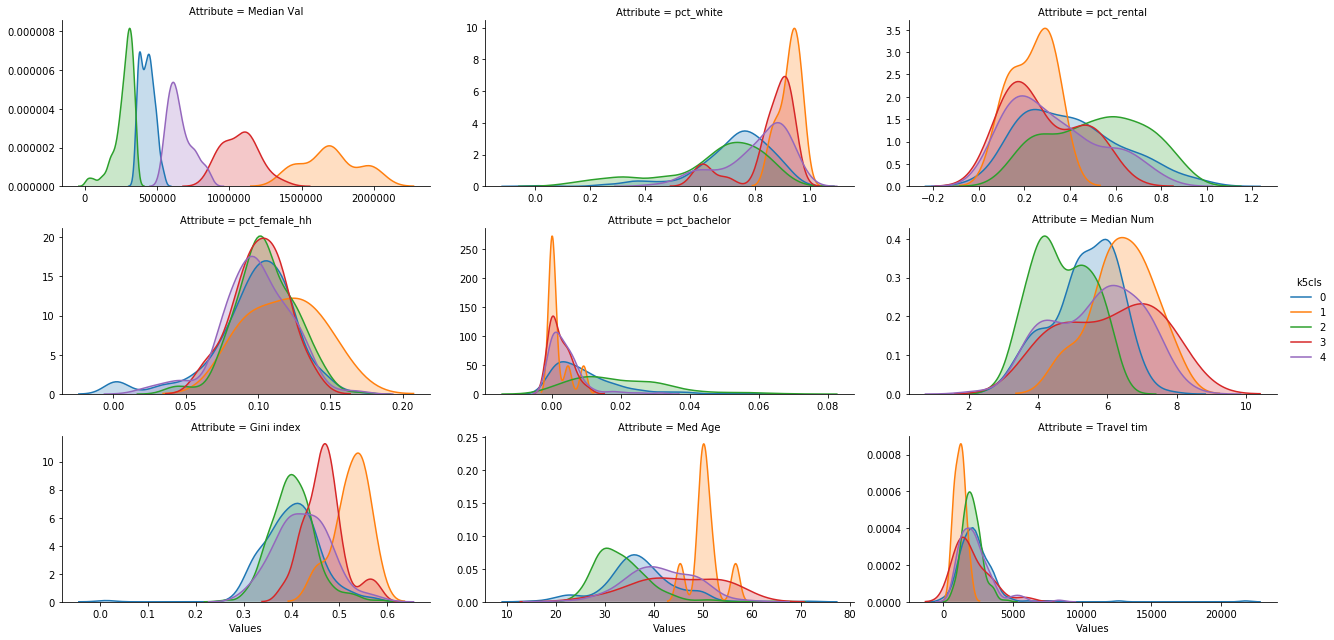 Attribute = Median Val
0.000008
0.000006
0.000004
0.000002
0.000000
0 500000 1000000 1500000 2000000
Attribute = pct_white
10
8
6
4
2
0
0.0 0.2 0.4 0.6 0.8 1.0
Attribute = pct_rental
3.5
3.0
2.5
2.0
1.5
1.0
0.5
0.0
−0.2 0.0 0.2 0.4 0.6 0.8 1.0 1.2
Attribute = pct_female_hh
20
15
10
5
0
0.00 0.05 0.10 0.15 0.20
Attribute = pct_bachelor
250
200
150
100
50
0
0.00 0.02 0.04 0.06 0.08
Attribute = Median Num
0.4
0.3
0.2
0.1
0.0
2 4 6 8 10
k5cls
0
1
2
3
4
Attribute = Gini index
10
8
6
4
2
0
0.0 0.1 0.2 0.3 0.4 0.5 0.6
Values
Attribute = Med Age
0.25
0.20
0.15
0.10
0.05
0.00
10 20 30 40 50 60 70 80
Values
Attribute = Travel tim
0.0008
0.0006
0.0004
0.0002
0.0000
0 5000 10000 15000 20000
Values